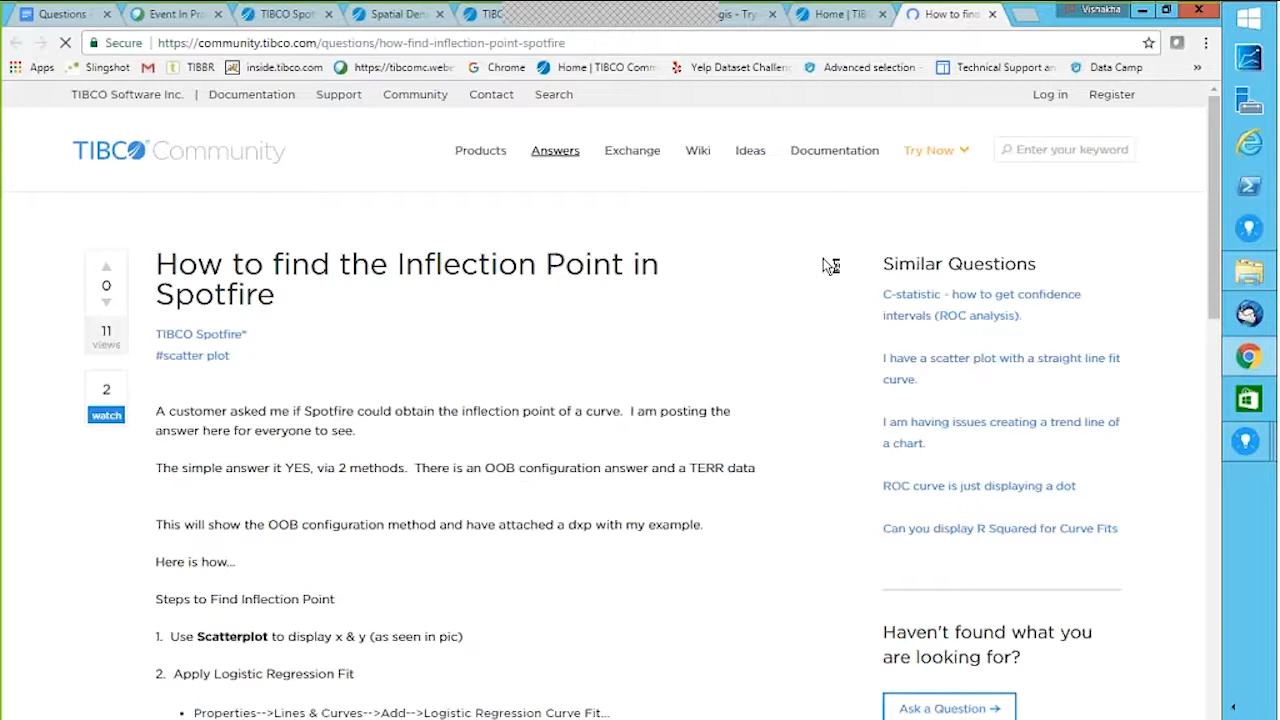 Questions
Event In Pro
TIBCO Spot
Spatial Dem
TIBC
gis - Try
Home | TIB
How to find
Vishakha
Secure | https://community.tibco.com/questions/how-find-inflection-point-spotfire
Apps
Slingshot
TIBBR
inside.tibco.com
https://tibcomc.web
Chrome
Home | TIBCO Comm
Yelp Dataset Challen
Advanced selection
Technical Support an
Data Camp
»
TIBCO Software Inc. | Documentation Support Community Contact Search
Log in Register
TIBCO Community
Products Answers Exchange Wiki Ideas Documentation Try Now
Enter your keyword
0
11
views
2
watch
How to find the Inflection Point in
Spotfire
TIBCO Spotfire®
#scatter plot
A customer asked me if Spotfire could obtain the inflection point of a curve. I am posting the
answer here for everyone to see.
The simple answer it YES, via 2 methods. There is an OOB configuration answer and a TERR data
This will show the OOB configuration method and have attached a dxp with my example.
Here is how...
Steps to Find Inflection Point
1. Use Scatterplot to display x & y (as seen in pic)
2. Apply Logistic Regression Fit
• Properties-->Lines & Curves-->Add-->Logistic Regression Curve Fit...
Similar Questions
C-statistic - how to get confidence
intervals (ROC analysis).
I have a scatter plot with a straight line fit
curve.
I am having issues creating a trend line of
a chart.
ROC curve is just displaying a dot
Can you display R Squared for Curve Fits
Haven't found what you
are looking for?
Ask a Question →